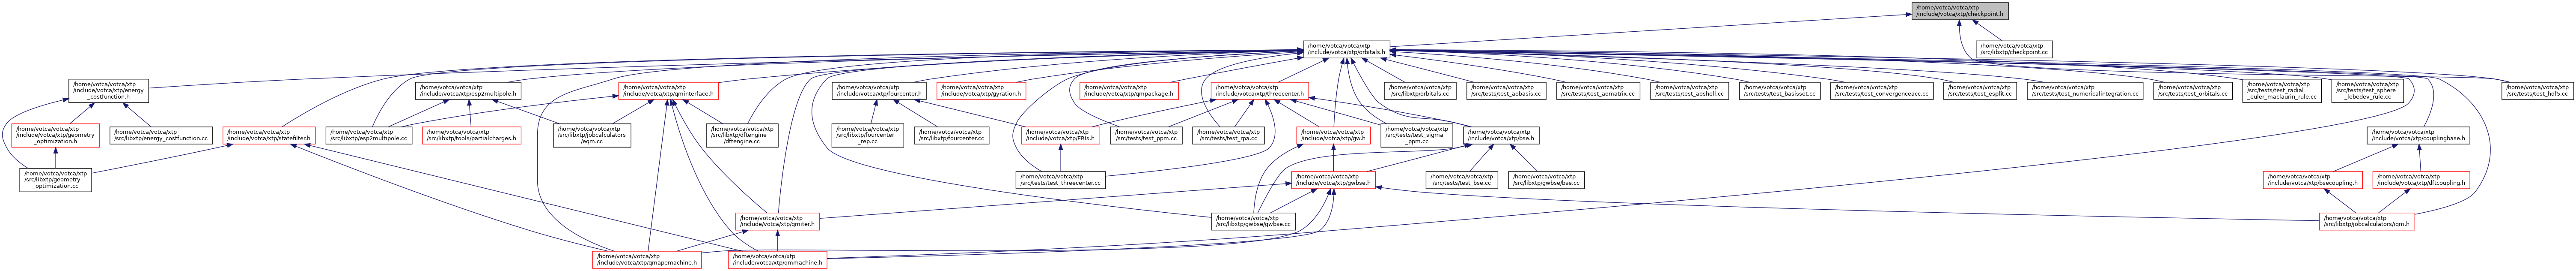 /home/votca/votca/xtp
/include/votca/xtp/checkpoint.h
/home/votca/votca/xtp
/include/votca/xtp/orbitals.h
/home/votca/votca/xtp
/src/libxtp/checkpoint.cc
/home/votca/votca/xtp
/include/votca/xtp/energy
_costfunction.h
/home/votca/votca/xtp
/include/votca/xtp/esp2multipole.h
/home/votca/votca/xtp
/include/votca/xtp/qminterface.h
/home/votca/votca/xtp
/include/votca/xtp/fourcenter.h
/home/votca/votca/xtp
/include/votca/xtp/gyration.h
/home/votca/votca/xtp
/include/votca/xtp/qmpackage.h
/home/votca/votca/xtp
/include/votca/xtp/threecenter.h
/home/votca/votca/xtp
/src/libxtp/orbitals.cc
/home/votca/votca/xtp
/src/tests/test_aobasis.cc
/home/votca/votca/xtp
/src/tests/test_aomatrix.cc
/home/votca/votca/xtp
/src/tests/test_aoshell.cc
/home/votca/votca/xtp
/src/tests/test_basisset.cc
/home/votca/votca/xtp
/src/tests/test_convergenceacc.cc
/home/votca/votca/xtp
/src/tests/test_espfit.cc
/home/votca/votca/xtp
/src/tests/test_numericalintegration.cc
/home/votca/votca/xtp
/src/tests/test_orbitals.cc
/home/votca/votca/xtp
/src/tests/test_radial
_euler_maclaurin_rule.cc
/home/votca/votca/xtp
/src/tests/test_sphere
_lebedev_rule.cc
/home/votca/votca/xtp
/src/tests/test_hdf5.cc
/home/votca/votca/xtp
/include/votca/xtp/geometry
_optimization.h
/home/votca/votca/xtp
/src/libxtp/energy_costfunction.cc
/home/votca/votca/xtp
/include/votca/xtp/statefilter.h
/home/votca/votca/xtp
/src/libxtp/esp2multipole.cc
/home/votca/votca/xtp
/src/libxtp/tools/partialcharges.h
/home/votca/votca/xtp
/src/libxtp/jobcalculators
/eqm.cc
/home/votca/votca/xtp
/src/libxtp/dftengine
/dftengine.cc
/home/votca/votca/xtp
/src/libxtp/fourcenter
_rep.cc
/home/votca/votca/xtp
/src/libxtp/fourcenter.cc
/home/votca/votca/xtp
/include/votca/xtp/ERIs.h
/home/votca/votca/xtp
/src/tests/test_ppm.cc
/home/votca/votca/xtp
/src/tests/test_rpa.cc
/home/votca/votca/xtp
/include/votca/xtp/gw.h
/home/votca/votca/xtp
/src/tests/test_sigma
_ppm.cc
/home/votca/votca/xtp
/include/votca/xtp/bse.h
/home/votca/votca/xtp
/include/votca/xtp/couplingbase.h
/home/votca/votca/xtp
/src/libxtp/geometry
_optimization.cc
/home/votca/votca/xtp
/src/tests/test_threecenter.cc
/home/votca/votca/xtp
/include/votca/xtp/gwbse.h
/home/votca/votca/xtp
/src/tests/test_bse.cc
/home/votca/votca/xtp
/src/libxtp/gwbse/bse.cc
/home/votca/votca/xtp
/include/votca/xtp/bsecoupling.h
/home/votca/votca/xtp
/include/votca/xtp/dftcoupling.h
/home/votca/votca/xtp
/include/votca/xtp/qmiter.h
/home/votca/votca/xtp
/src/libxtp/gwbse/gwbse.cc
/home/votca/votca/xtp
/src/libxtp/jobcalculators/iqm.h
/home/votca/votca/xtp
/include/votca/xtp/qmapemachine.h
/home/votca/votca/xtp
/include/votca/xtp/qmmachine.h